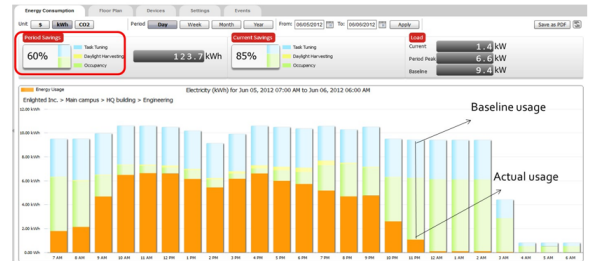 Energy Consumption Floor Plan Devices Settings Events
Unit $ kWh CO2 Period Day Week Month Year From: 06/05/2012 To: 06/06/2012 Apply Save as PDF
Period Savings Current Savings Load
60% Task Tuning Daylight Harvesting Occupancy 123.7 kWh 85% Task Tuning Daylight Harvesting Occupancy
Current 1.4 kW
Period Peak 6.6 kW
Baseline 9.4 kW
Energy Usage Electricity (kWh) for Jun 05, 2012 07:00 AM to Jun 06, 2012 06:00 AM
Enlighted Inc. > Main campus > HQ building > Engineering
12.00 kWh
Baseline usage
10.00 kWh
8.00 kWh
6.00 kWh
Actual usage
4.00 kWh
2.00 kWh
0.00 kWh
7 AM 8 AM 9 AM 10 AM 11 AM 12 PM 1 PM 2 PM 3 PM 4 PM 5 PM 6 PM 7 PM 8 PM 9 PM 10 PM 11 PM 12 AM 1 AM 2 AM 3 AM 4 AM 5 AM 6 AM